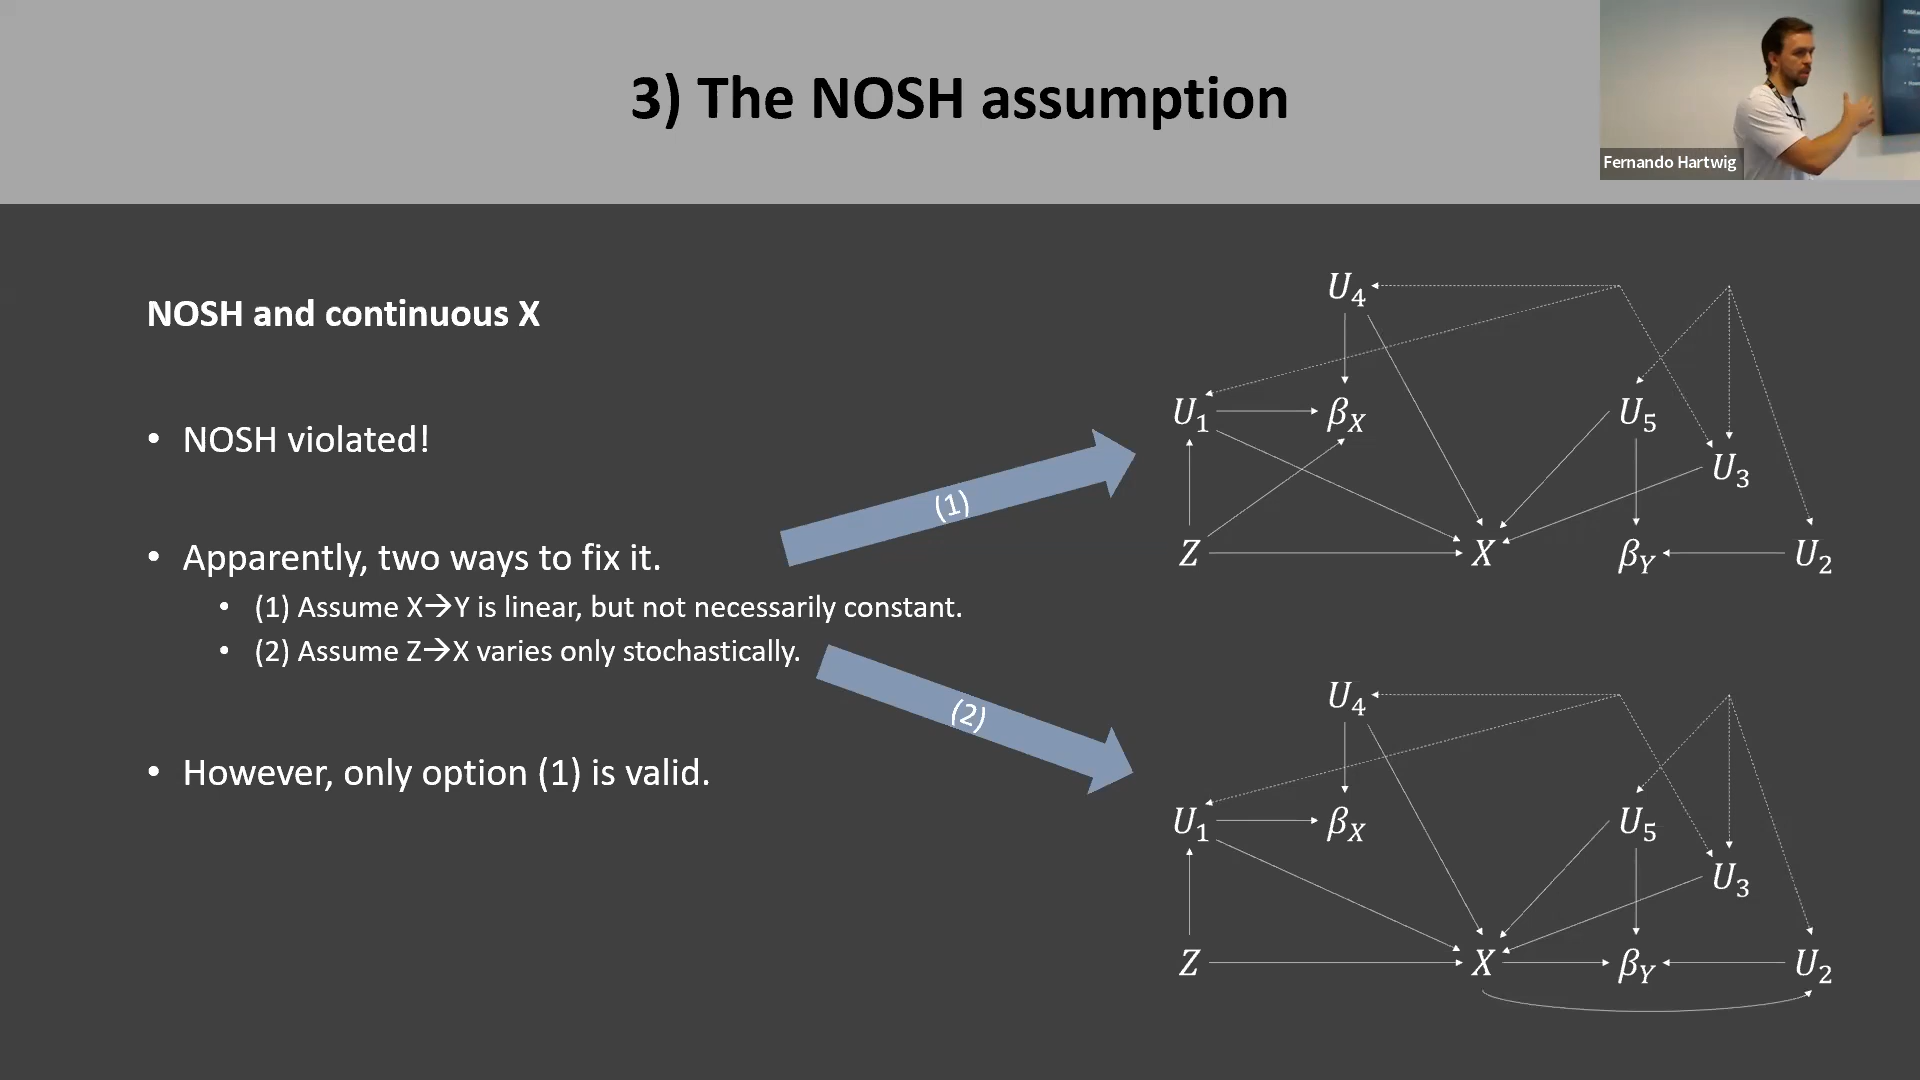 3) The NOSH assumption
Fernando Hartwig
NOSH and continuous X
• NOSH violated!
• Apparently, two ways to fix it.
• (1) Assume X→Y is linear, but not necessarily constant.
• (2) Assume Z→X varies only stochastically.
• However, only option (1) is valid.
(1)
(2)
U₄
U₁ β_X U₅
U₃
Z X β_Y U₂
U₄
U₁ β_X U₅
U₃
Z X β_Y U₂